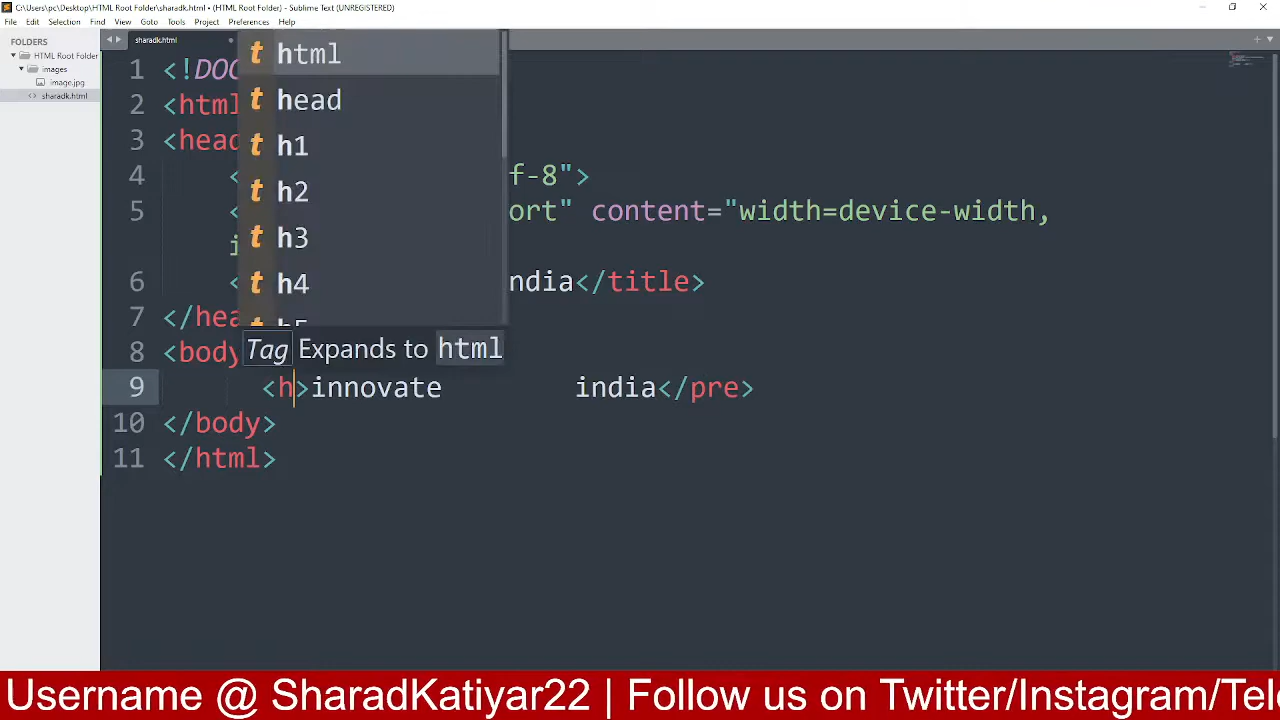 C:\Users\pc\Desktop\HTML Root Folder\sharadk.html • (HTML Root Folder) - Sublime Text (UNREGISTERED)
File Edit Selection Find View Goto Tools Project Preferences Help
FOLDERS
HTML Root Folder
images
image.jpg
sharadk.html
sharadk.html
1 <!DOC
2 <html
3 <head
4 < f-8">
5 < ort" content="width=device-width,
i
6 < ndia</title>
7 </hea
8 <body
9 <h>innovate india</pre>
10 </body>
11 </html>
t html
t head
t h1
t h2
t h3
t h4
t h5
Tag Expands to html
Username @ SharadKatiyar22 | Follow us on Twitter/Instagram/Tele